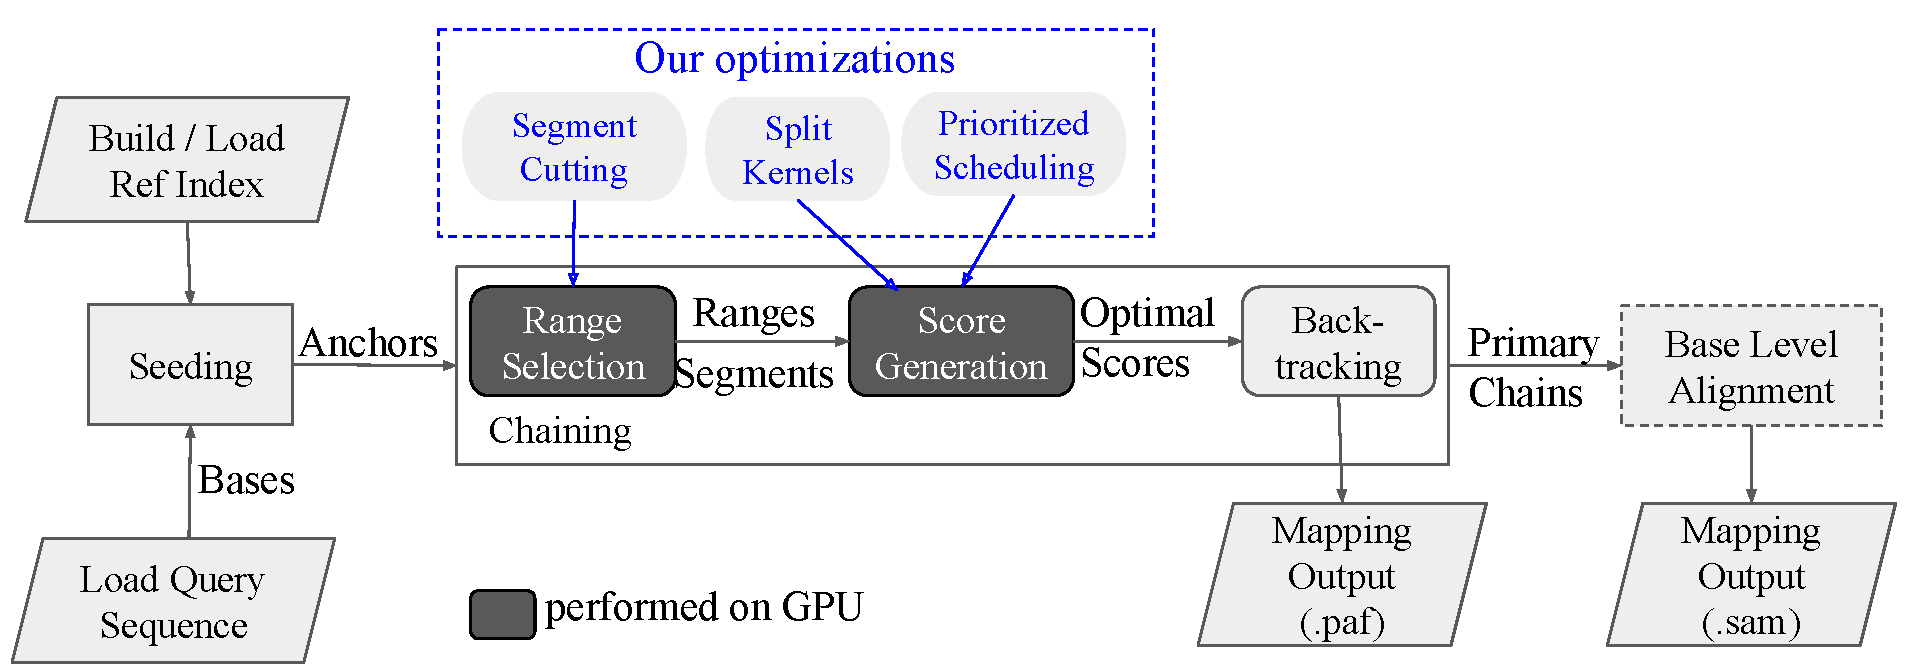 Our optimizations
Segment
Cutting
Split
Kernels
Prioritized
Scheduling
Build / Load
Ref Index
Seeding
Anchors
Bases
Load Query
Sequence
Range
Selection
Ranges
Segments
Score
Generation
Optimal
Scores
Back-
tracking
Chaining
Primary
Chains
Base Level
Alignment
Mapping
Output
(.paf)
Mapping
Output
(.sam)
performed on GPU